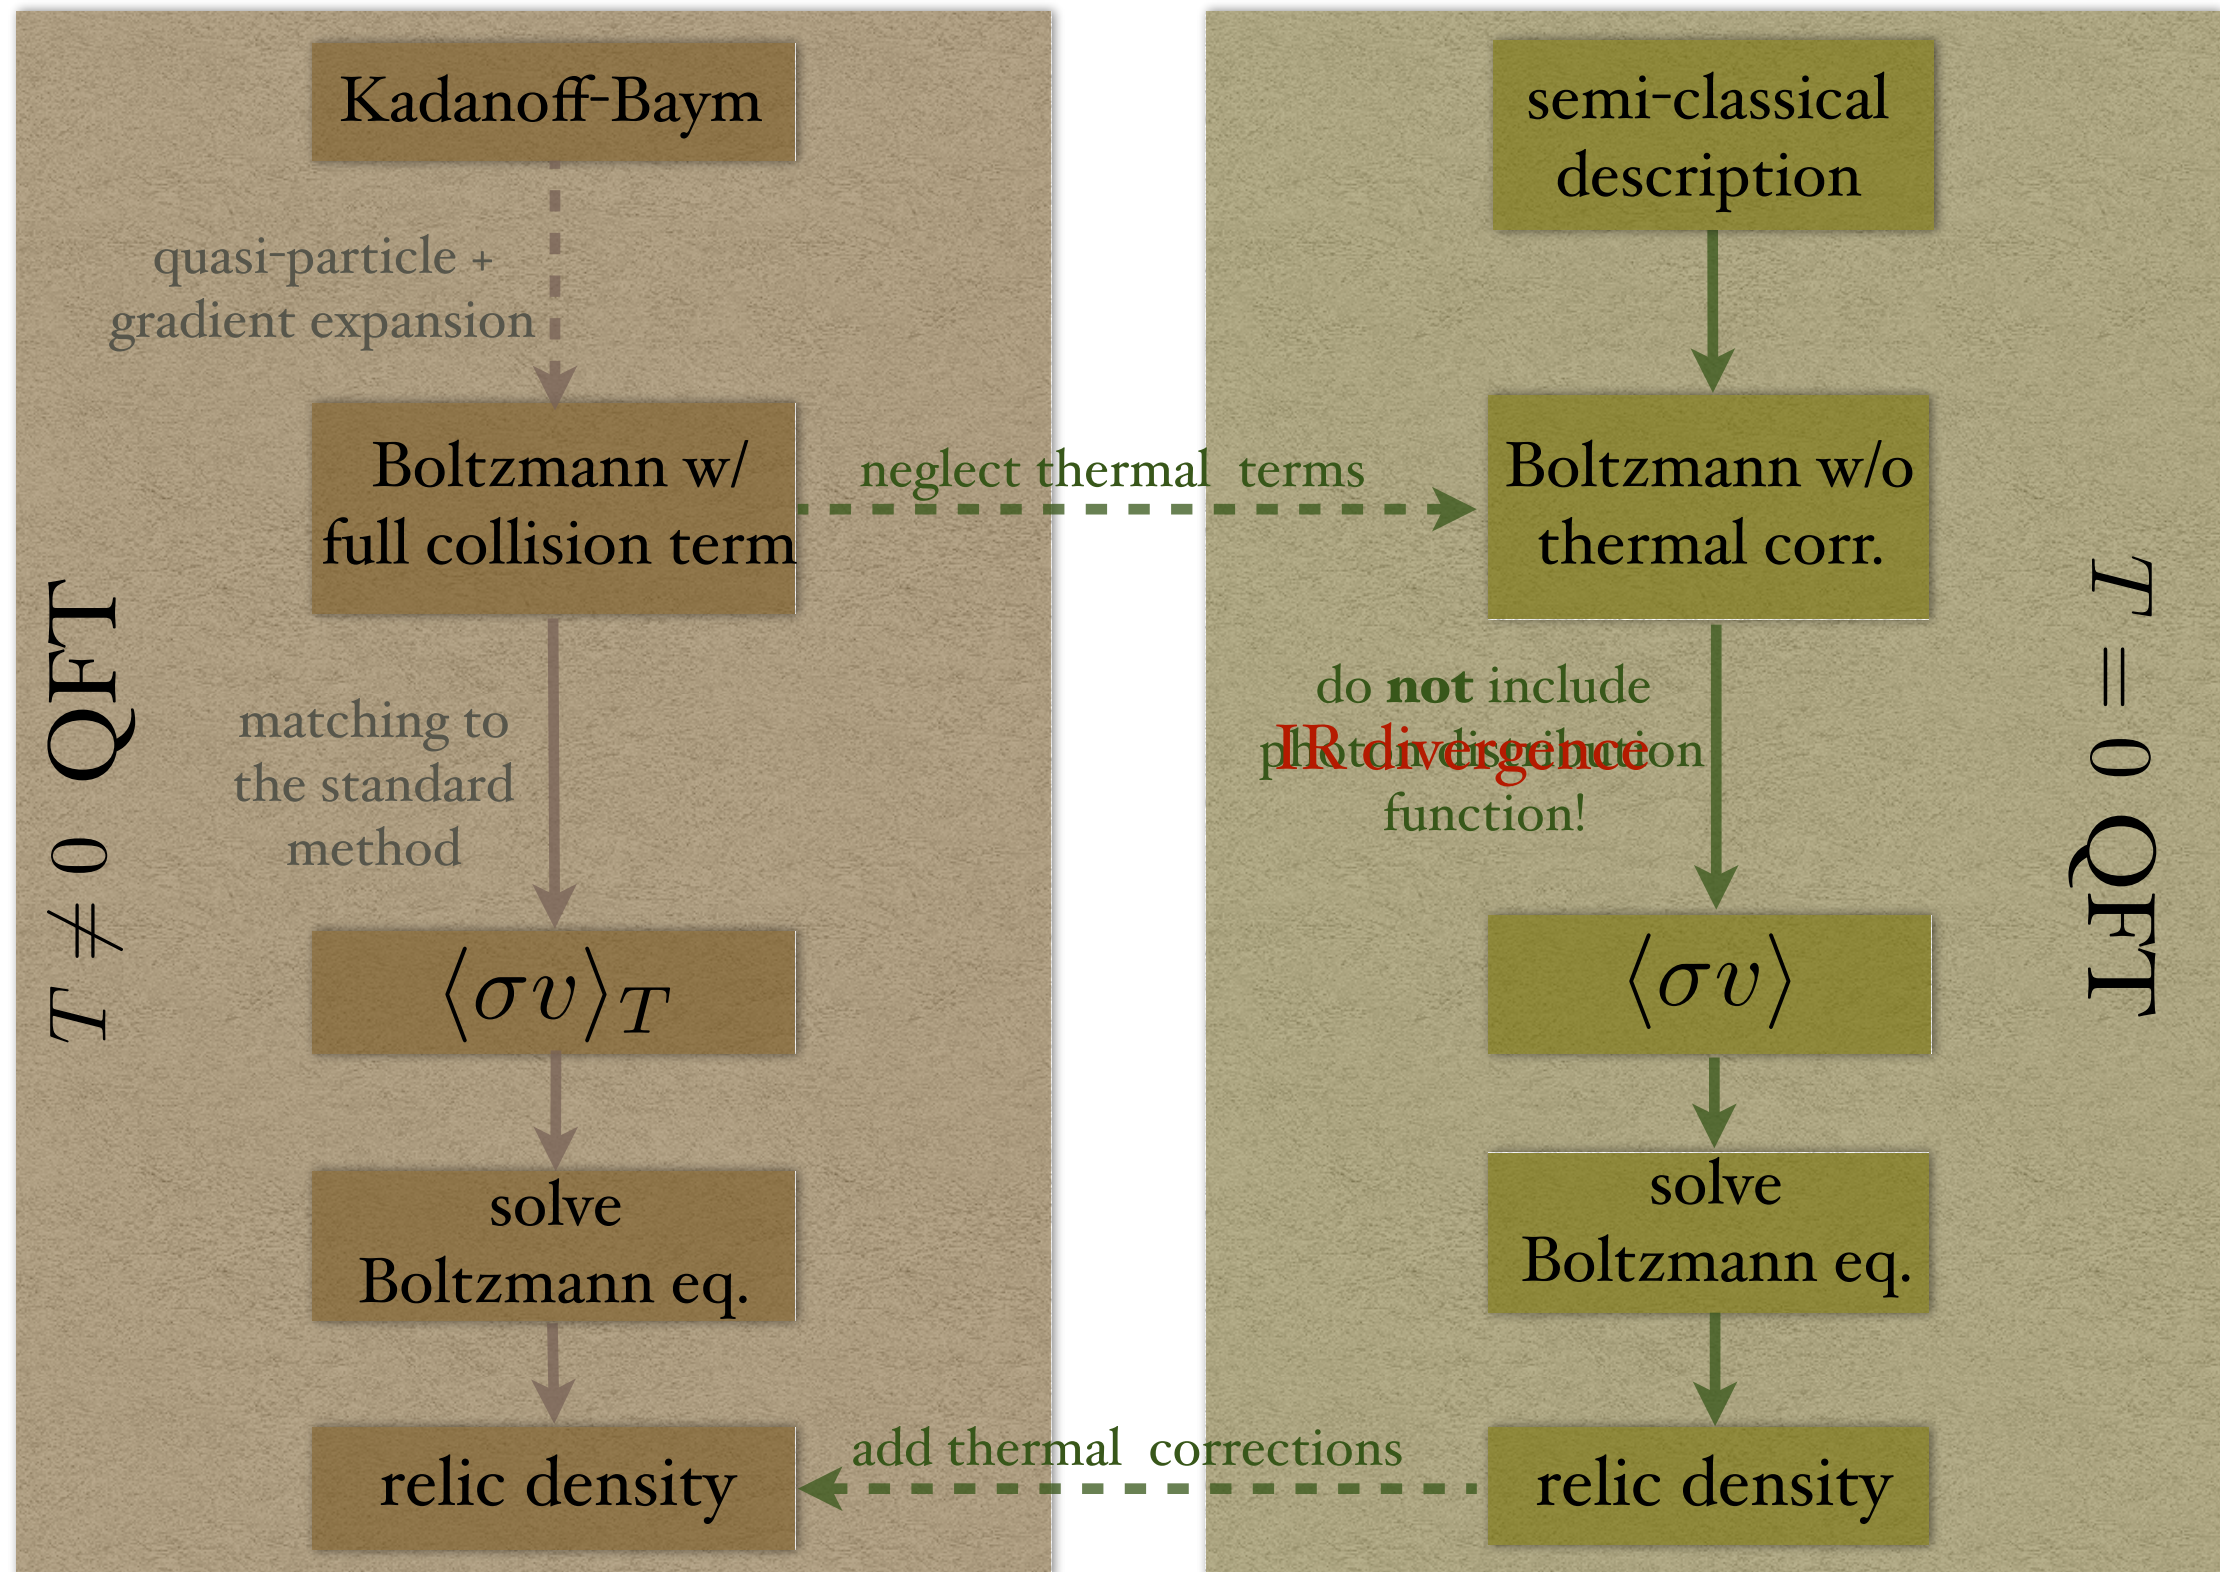 Kadanoff-Baym
quasi-particle +
gradient expansion
Boltzmann w/
full collision term
matching to
the standard
method
⟨σv⟩_T
solve
Boltzmann eq.
relic density
T ≠ 0 QFT
neglect thermal terms
add thermal corrections
semi-classical
description
Boltzmann w/o
thermal corr.
do not include
photon distribution
IR divergence
function!
⟨σv⟩
solve
Boltzmann eq.
relic density
T = 0 QFT